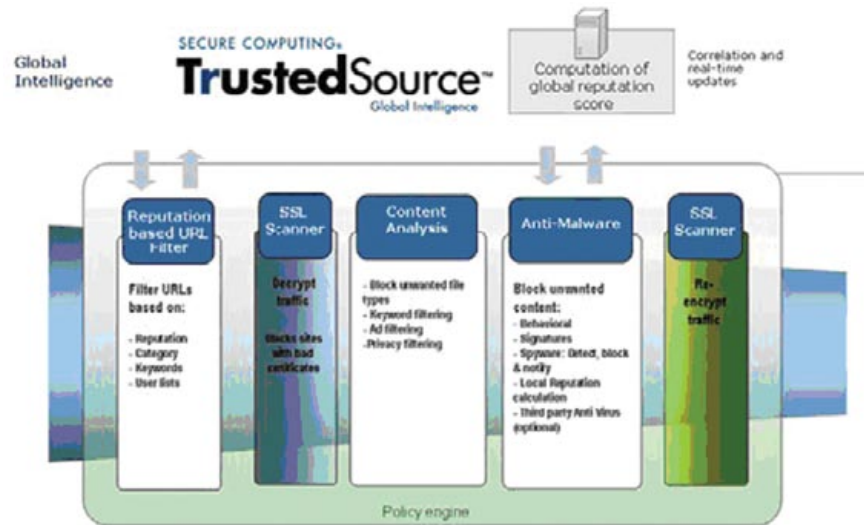 Global
Intelligence
SECURE COMPUTING®
TrustedSource™
Global Intelligence
Computation of
global reputation
score
Correlation and
real-time
updates
Reputation
based URL
Filter
Filter URLs
based on:
- Reputation
- Category
- Keywords
- User lists
SSL
Scanner
Decrypt
traffic
Blocks sites
with bad
certificates
Content
Analysis
- Block unwanted file
types
- Keyword filtering
- Ad filtering
-Privacy filtering
Anti-Malware
Block unwanted
content:
- Behavioral
- Signatures
- Spyware: Detect, block
& notify
- Local Reputation
calculation
- Third party Anti Virus
(optional)
SSL
Scanner
Re-
encrypt
traffic
Policy engine